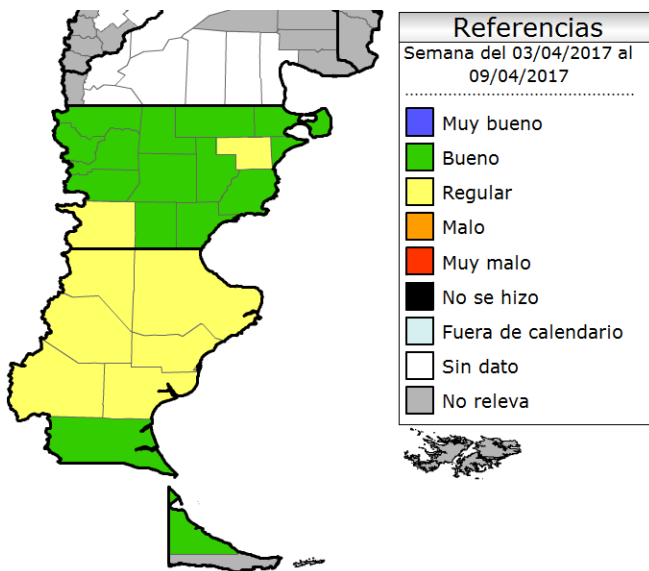 Referencias
Semana del 03/04/2017 al
09/04/2017
Muy bueno
Bueno
Regular
Malo
Muy malo
No se hizo
Fuera de calendario
Sin dato
No releva